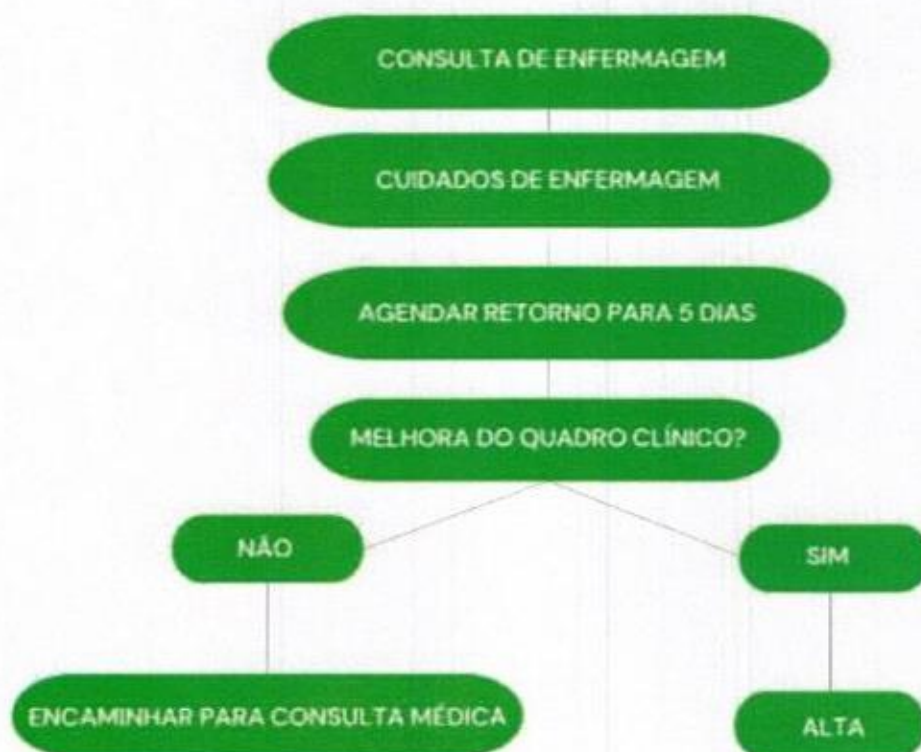 CONSULTA DE ENFERMAGEM
CUIDADOS DE ENFERMAGEM
AGENDAR RETORNO PARA 5 DIAS
MELHORA DO QUADRO CLÍNICO?
NÃO
SIM
ENCAMINHAR PARA CONSULTA MÉDICA
ALTA